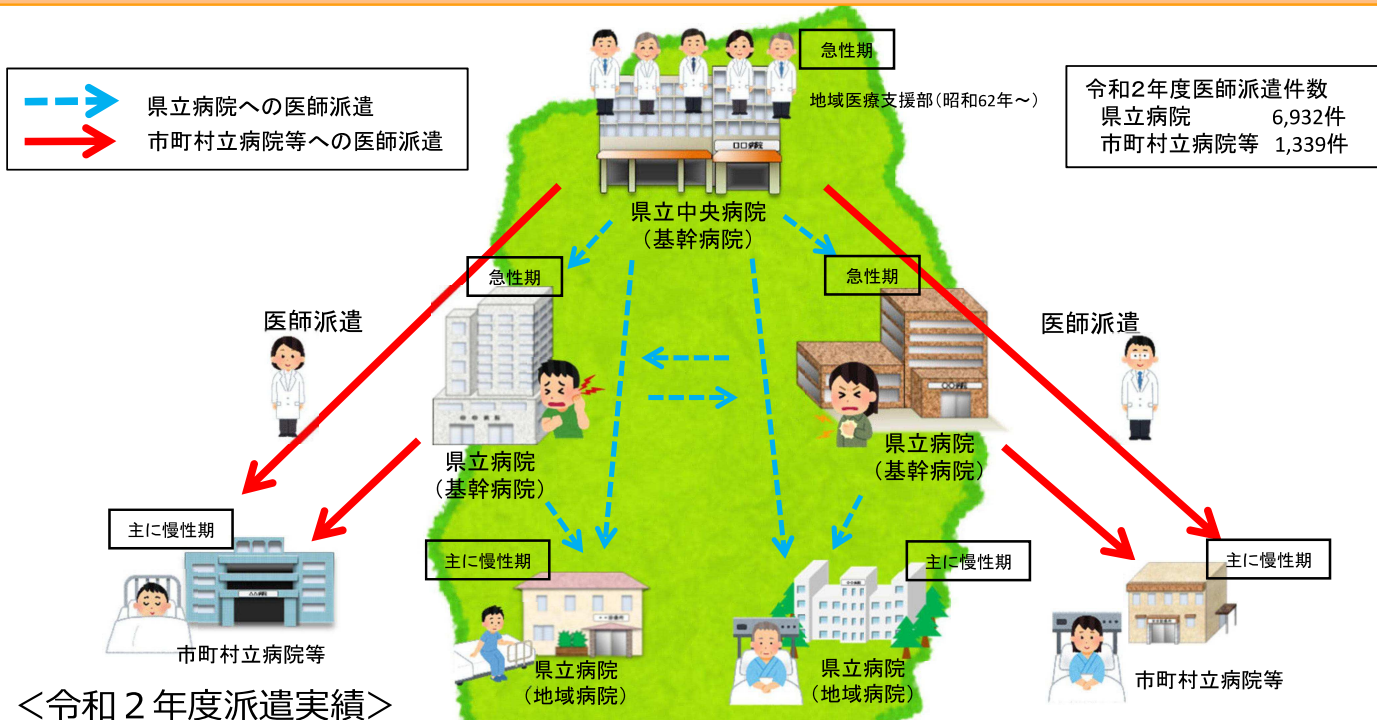 県立病院への医師派遣
市町村立病院等への医師派遣
急性期
地域医療支援部(昭和62年~)
令和2年度医師派遣件数
県立病院 6,932件
市町村立病院等 1,339件
県立中央病院
(基幹病院)
急性期
急性期
医師派遣
医師派遣
県立病院
(基幹病院)
県立病院
(基幹病院)
主に慢性期
主に慢性期
主に慢性期
主に慢性期
市町村立病院等
県立病院
(地域病院)
県立病院
(地域病院)
市町村立病院等
<令和2年度派遣実績>